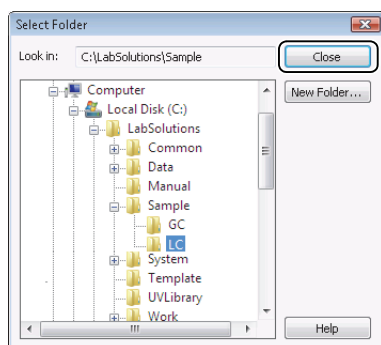 Select Folder
Look in: C:\LabSolutions\Sample Close
New Folder...
Computer
Local Disk (C:)
LabSolutions
Common
Data
Manual
Sample
GC
LC
System
Template
UVLibrary
Work
Help